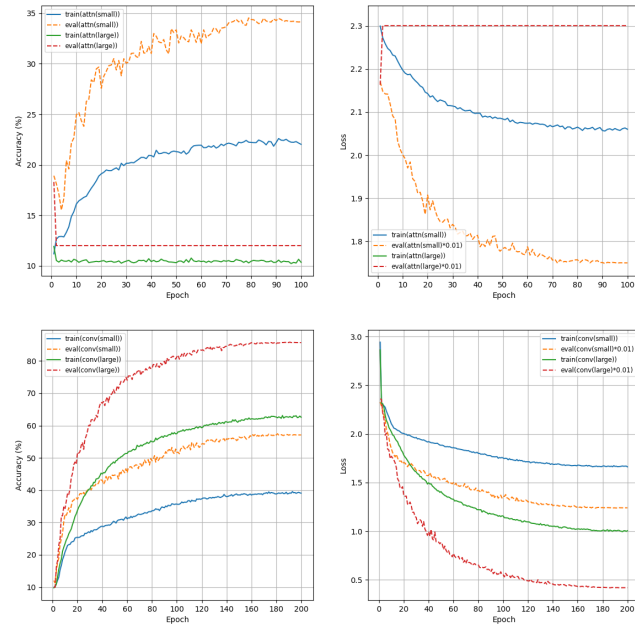 35
30
25
20
15
10
Accuracy (%)
train(attn(small))
eval(attn(small))
train(attn(large))
eval(attn(large))
0 10 20 30 40 50 60 70 80 90 100
Epoch
2.3
2.2
2.1
2.0
1.9
1.8
Loss
train(attn(small))
eval(attn(small)*0.01)
train(attn(large))
eval(attn(large)*0.01)
0 10 20 30 40 50 60 70 80 90 100
Epoch
80
70
60
50
40
30
20
10
Accuracy (%)
train(conv(small))
eval(conv(small))
train(conv(large))
eval(conv(large))
0 20 40 60 80 100 120 140 160 180 200
Epoch
3.0
2.5
2.0
1.5
1.0
0.5
Loss
train(conv(small))
eval(conv(small)*0.01)
train(conv(large))
eval(conv(large)*0.01)
0 20 40 60 80 100 120 140 160 180 200
Epoch